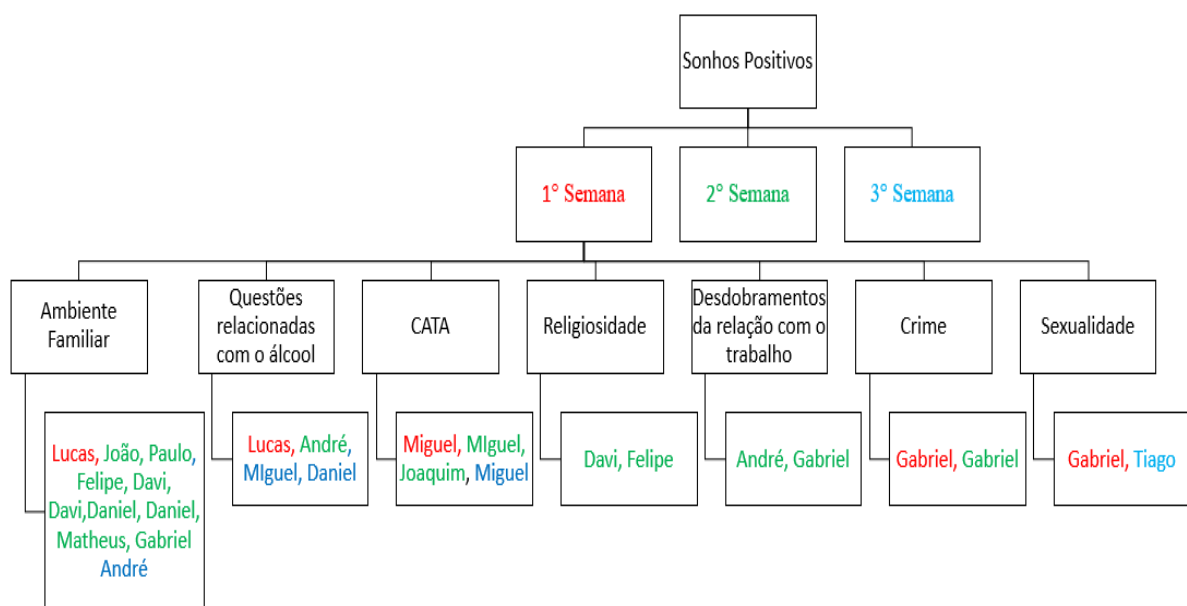 Sonhos Positivos
1° Semana
2° Semana
3° Semana
Ambiente
Familiar
Questões
relacionadas
com o álcool
CATA
Religiosidade
Desdobramentos
da relação com o
trabalho
Crime
Sexualidade
Lucas, João, Paulo,
Felipe, Davi,
Davi,Daniel, Daniel,
Matheus, Gabriel
André
Lucas, André,
MIguel, Daniel
Miguel, MIguel,
Joaquim, Miguel
Davi, Felipe
André, Gabriel
Gabriel, Gabriel
Gabriel, Tiago